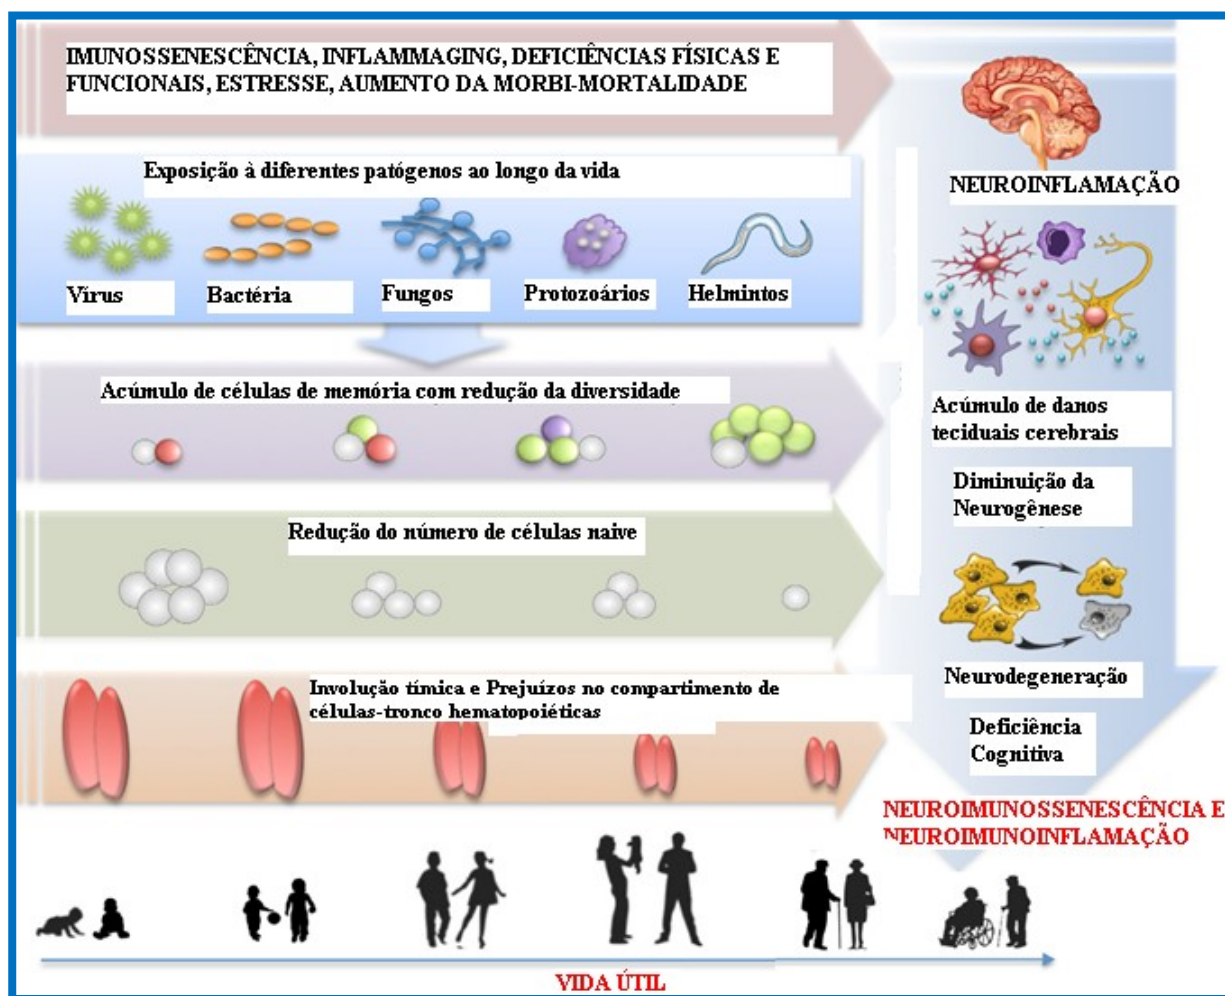 IMUNOSSENESCÊNCIA, INFLAMMAGING, DEFICIÊNCIAS FÍSICAS E
FUNCIONAIS, ESTRESSE, AUMENTO DA MORBI-MORTALIDADE
Exposição à diferentes patógenos ao longo da vida
Vírus
Bactéria
Fungos
Protozoários
Helmintos
Acúmulo de células de memória com redução da diversidade
Redução do número de células naive
Involução tímica e Prejuízos no compartimento de
células-tronco hematopoiéticas
NEUROINFLAMAÇÃO
Acúmulo de danos
teciduais cerebrais
Diminuição da
Neurogênese
Neurodegeneração
Deficiência
Cognitiva
NEUROIMUNOSSENESCÊNCIA E
NEUROIMUNOINFLAMAÇÃO
VIDA ÚTIL